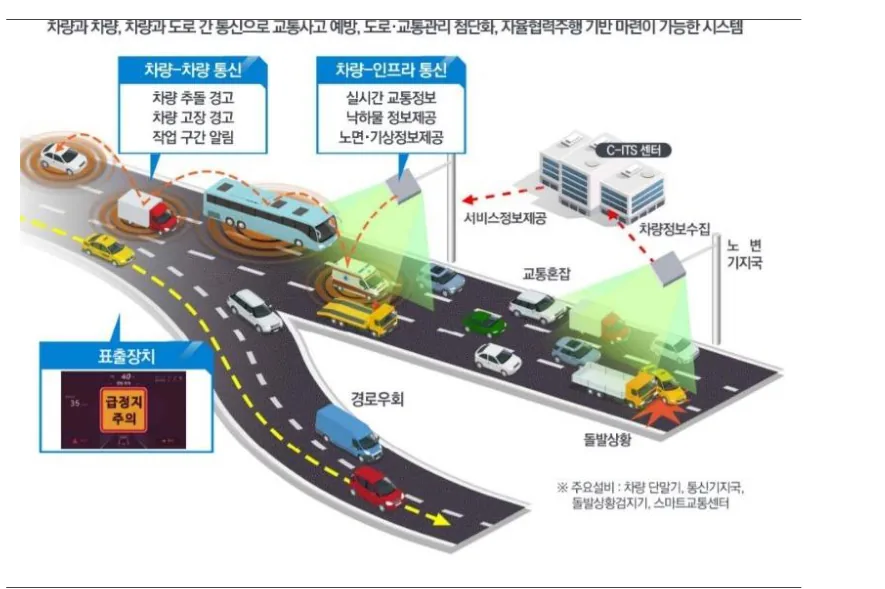 차량과 차량, 차량과 도로 간 통신으로 교통사고 예방, 도로·교통관리 첨단화, 자율협력주행 기반 마련이 가능한 시스템
차량-차량 통신
차량 추돌 경고
차량 고장 경고
작업 구간 알림
차량-인프라 통신
실시간 교통정보
낙하물 정보제공
노면·기상정보제공
C-ITS 센터
서비스정보제공
차량정보수집
노 변
기지국
교통혼잡
표출장치
40
35
급정지
주의
경로우회
돌발상황
※ 주요설비 : 차량 단말기, 통신기지국,
돌발상황검지기, 스마트교통센터